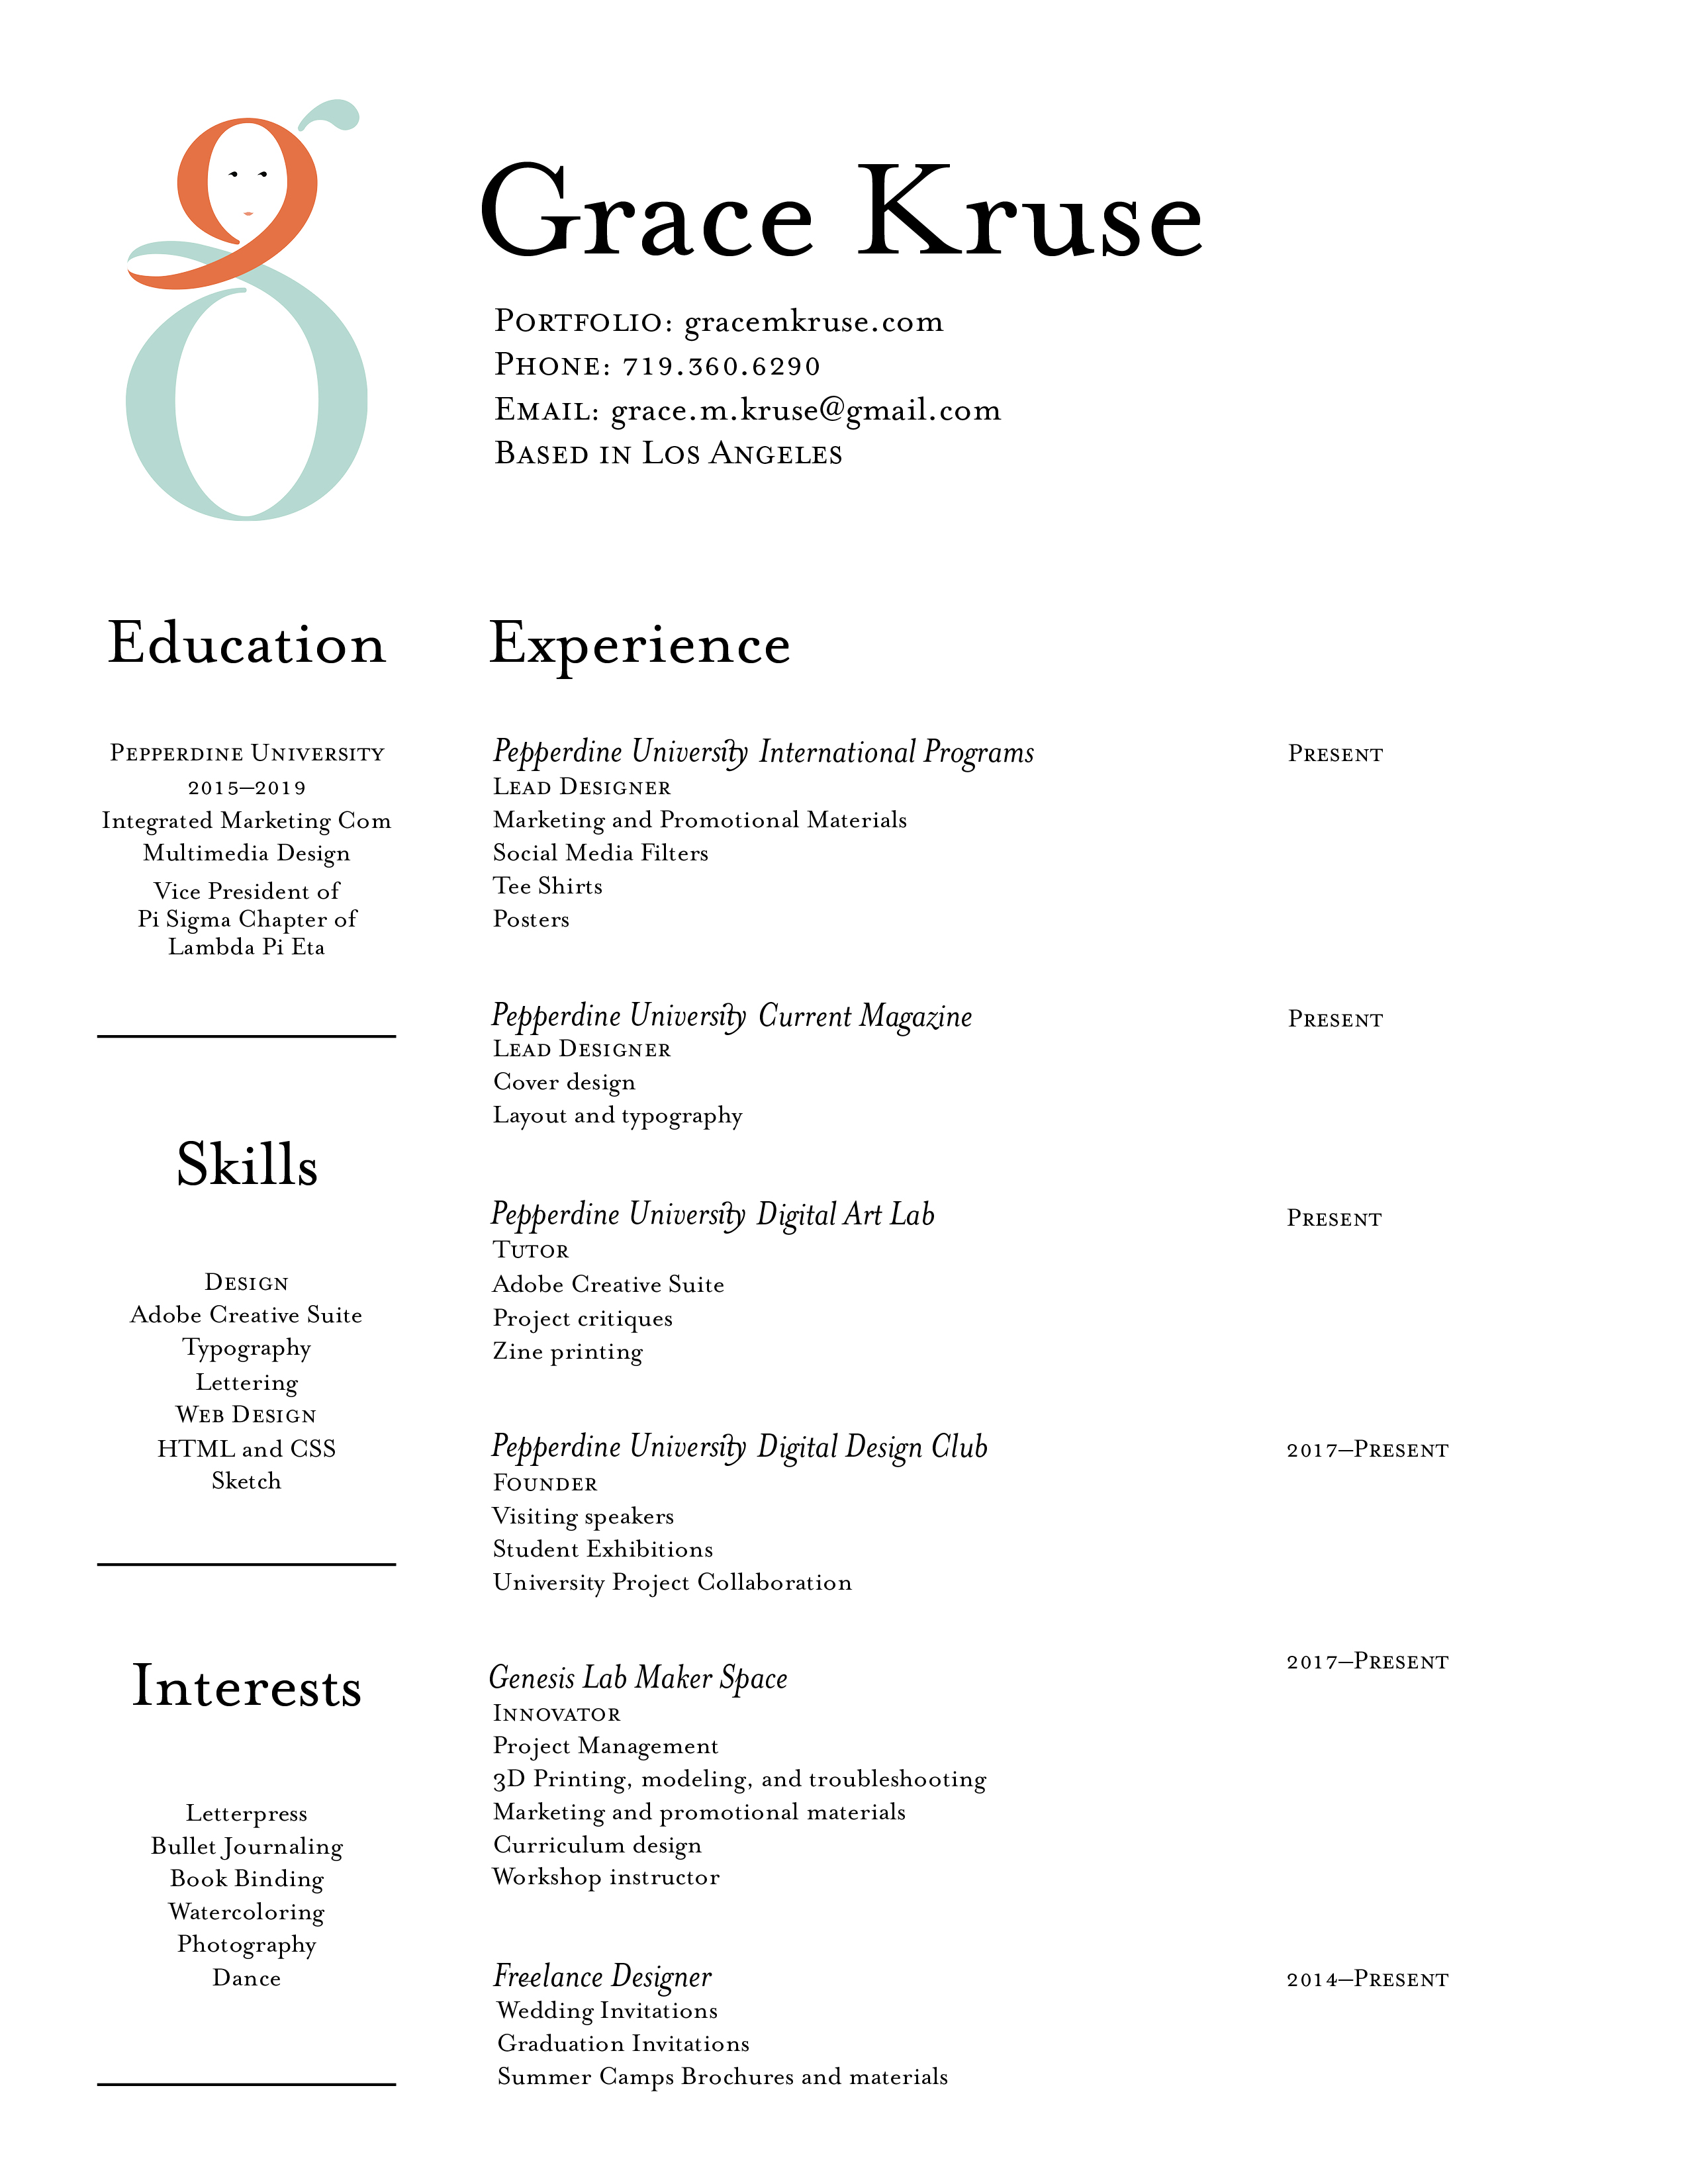 Grace Kruse
Portfolio: gracemkruse.com
Phone: 719.360.6290
Email: grace.m.kruse@gmail.com
Based in Los Angeles
Education
Pepperdine University
2015–2019
Integrated Marketing Com
Multimedia Design
Vice President of
Pi Sigma Chapter of
Lambda Pi Eta
Skills
Design
Adobe Creative Suite
Typography
Lettering
Web Design
HTML and CSS
Sketch
Interests
Letterpress
Bullet Journaling
Book Binding
Watercoloring
Photography
Dance
Experience
Pepperdine University International Programs Present
Lead Designer
Marketing and Promotional Materials
Social Media Filters
Tee Shirts
Posters
Pepperdine University Current Magazine Present
Lead Designer
Cover design
Layout and typography
Pepperdine University Digital Art Lab Present
Tutor
Adobe Creative Suite
Project critiques
Zine printing
Pepperdine University Digital Design Club 2017–Present
Founder
Visiting speakers
Student Exhibitions
University Project Collaboration
Genesis Lab Maker Space 2017–Present
Innovator
Project Management
3D Printing, modeling, and troubleshooting
Marketing and promotional materials
Curriculum design
Workshop instructor
Freelance Designer 2014–Present
Wedding Invitations
Graduation Invitations
Summer Camps Brochures and materials